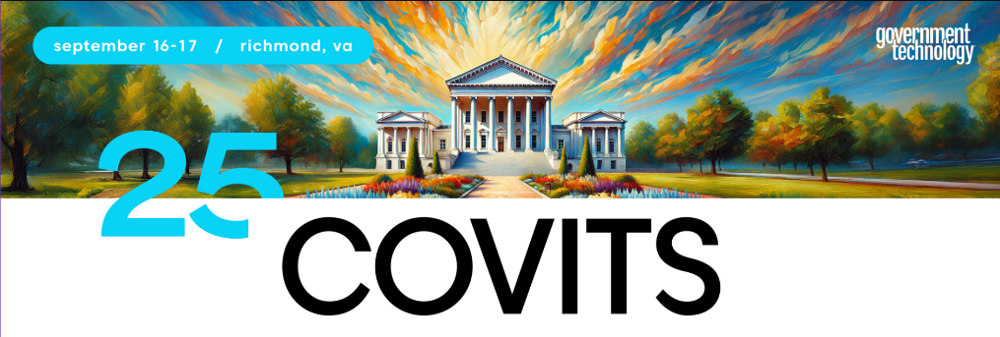 september 16-17 / richmond, va
government
technology
25
COVITS